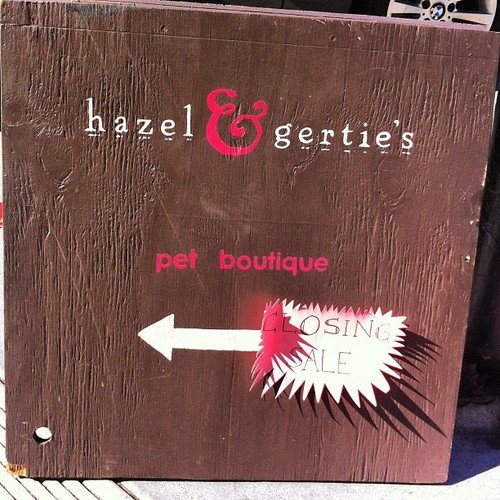 hazel & gertie's
pet boutique
CLOSING
SALE